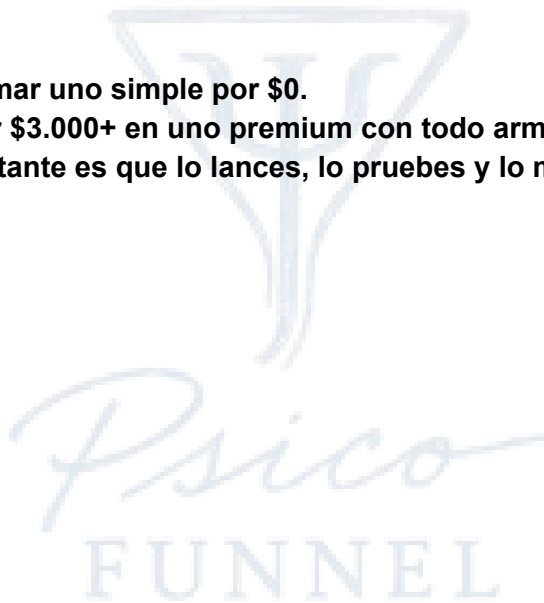 mar uno simple por $0.
r $3.000+ en uno premium con todo arm
tante es que lo lances, lo pruebes y lo
Ψ
Psico
FUNNEL